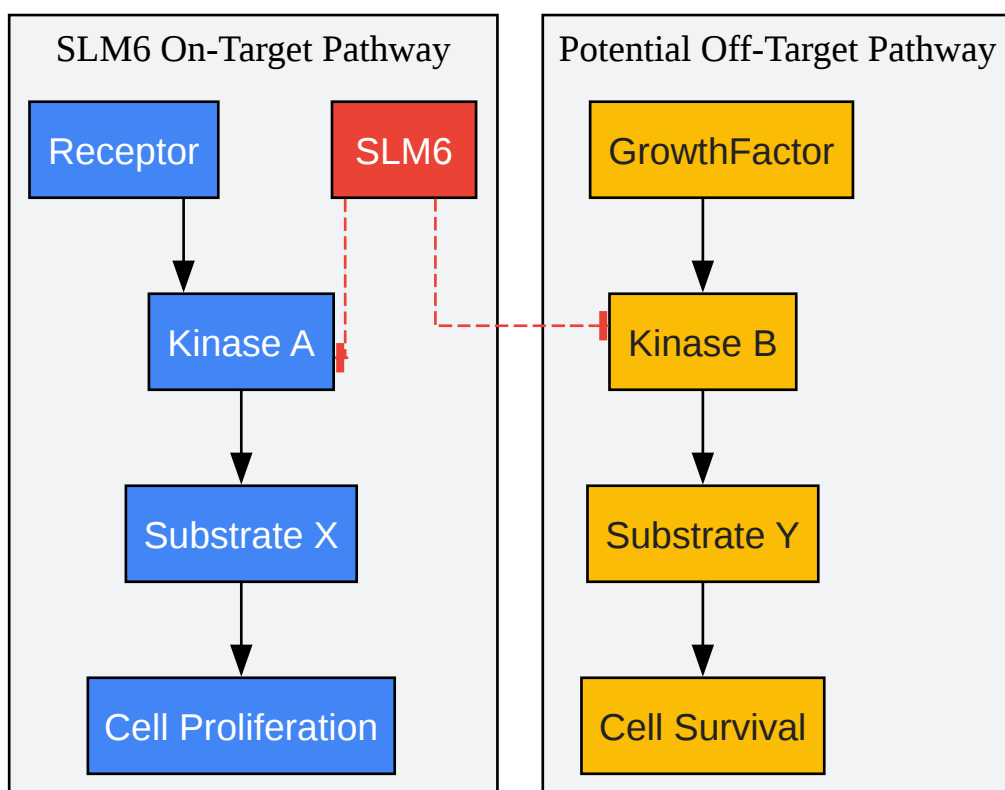 SLM6 On-Target Pathway
Receptor
SLM6
Kinase A
Substrate X
Cell Proliferation
Potential Off-Target Pathway
GrowthFactor
Kinase B
Substrate Y
Cell Survival